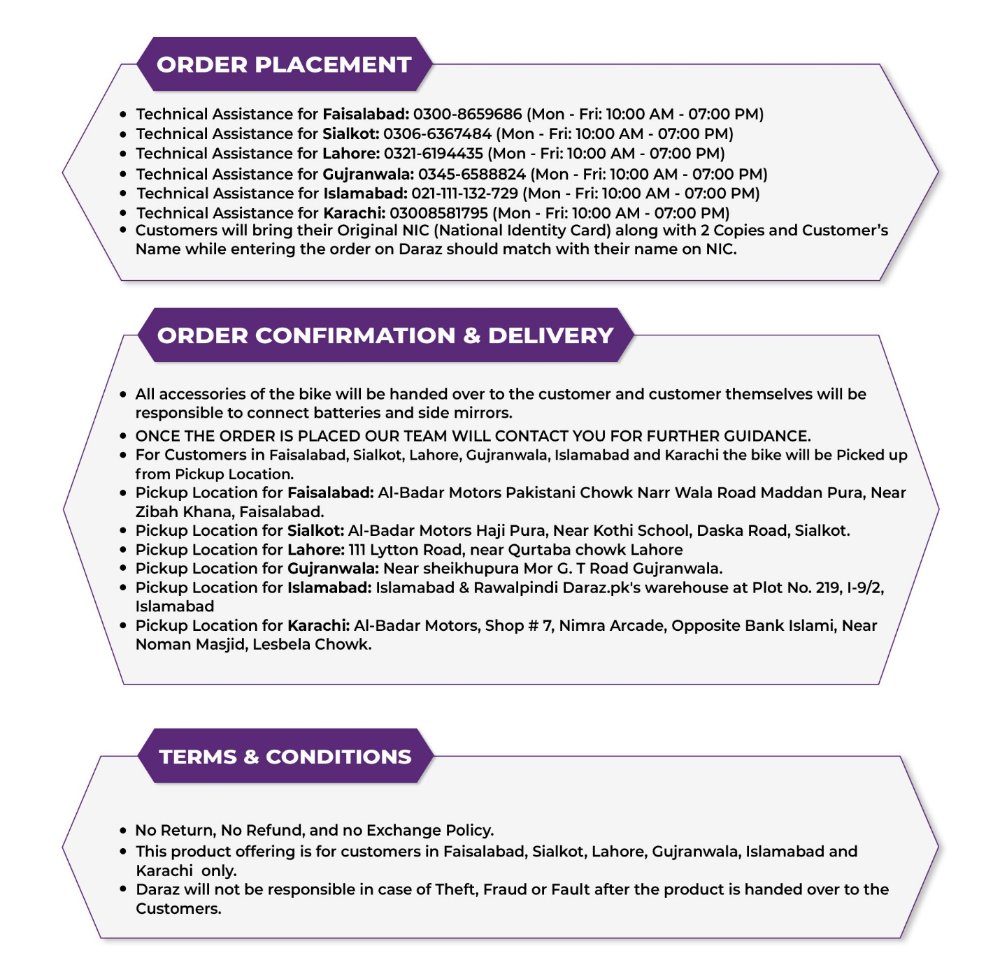 ORDER PLACEMENT
• Technical Assistance for Faisalabad: 0300-8659686 (Mon - Fri: 10:00 AM - 07:00 PM)
• Technical Assistance for Sialkot: 0306-6367484 (Mon - Fri: 10:00 AM - 07:00 PM)
• Technical Assistance for Lahore: 0321-6194435 (Mon - Fri: 10:00 AM - 07:00 PM)
• Technical Assistance for Gujranwala: 0345-6588824 (Mon - Fri: 10:00 AM - 07:00 PM)
• Technical Assistance for Islamabad: 021-111-132-729 (Mon - Fri: 10:00 AM - 07:00 PM)
• Technical Assistance for Karachi: 03008581795 (Mon - Fri: 10:00 AM - 07:00 PM)
• Customers will bring their Original NIC (National Identity Card) along with 2 Copies and Customer’s
Name while entering the order on Daraz should match with their name on NIC.
ORDER CONFIRMATION & DELIVERY
• All accessories of the bike will be handed over to the customer and customer themselves will be
responsible to connect batteries and side mirrors.
• ONCE THE ORDER IS PLACED OUR TEAM WILL CONTACT YOU FOR FURTHER GUIDANCE.
• For Customers in Faisalabad, Sialkot, Lahore, Gujranwala, Islamabad and Karachi the bike will be Picked up
from Pickup Location.
• Pickup Location for Faisalabad: Al-Badar Motors Pakistani Chowk Narr Wala Road Maddan Pura, Near
Zibah Khana, Faisalabad.
• Pickup Location for Sialkot: Al-Badar Motors Haji Pura, Near Kothi School, Daska Road, Sialkot.
• Pickup Location for Lahore: 111 Lytton Road, near Qurtaba chowk Lahore
• Pickup Location for Gujranwala: Near sheikhupura Mor G. T Road Gujranwala.
• Pickup Location for Islamabad: Islamabad & Rawalpindi Daraz.pk's warehouse at Plot No. 219, I-9/2,
Islamabad
• Pickup Location for Karachi: Al-Badar Motors, Shop # 7, Nimra Arcade, Opposite Bank Islami, Near
Noman Masjid, Lesbela Chowk.
TERMS & CONDITIONS
• No Return, No Refund, and no Exchange Policy.
• This product offering is for customers in Faisalabad, Sialkot, Lahore, Gujranwala, Islamabad and
Karachi only.
• Daraz will not be responsible in case of Theft, Fraud or Fault after the product is handed over to the
Customers.